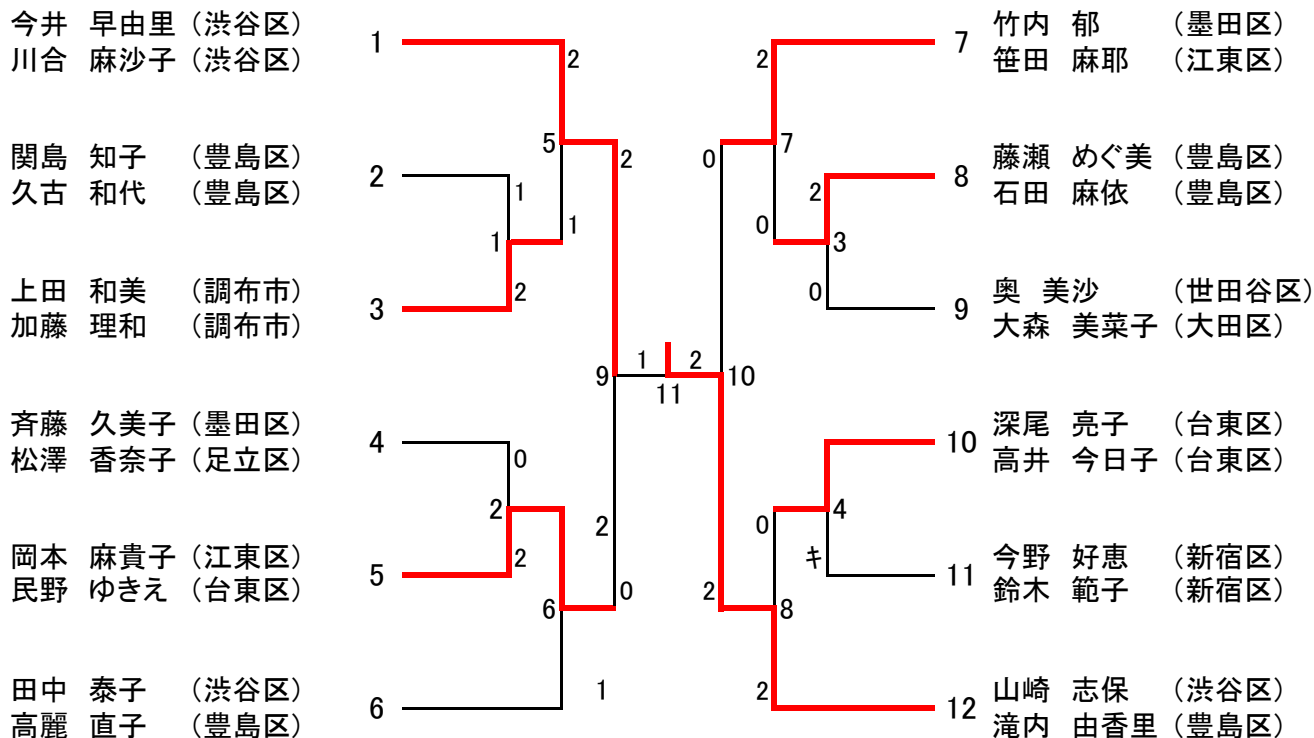 今井 早由里 (渋谷区)
川合 麻沙子 (渋谷区)
1
関島 知子 (豊島区)
久古 和代 (豊島区)
2
上田 和美 (調布市)
加藤 理和 (調布市)
3
斉藤 久美子 (墨田区)
松澤 香奈子 (足立区)
4
岡本 麻貴子 (江東区)
民野 ゆきえ (台東区)
5
田中 泰子 (渋谷区)
高麗 直子 (豊島区)
6
2
5
2
1
1
1
2
9
1
0
2
2
2
6
0
1
11
2
10
2
7
0
0
2
3
0
0
4
キ
2
8
2
7
竹内 郁 (墨田区)
笹田 麻耶 (江東区)
8
藤瀬 めぐ美 (豊島区)
石田 麻依 (豊島区)
9
奥 美沙 (世田谷区)
大森 美菜子 (大田区)
10
深尾 亮子 (台東区)
高井 今日子 (台東区)
11
今野 好恵 (新宿区)
鈴木 範子 (新宿区)
12
山崎 志保 (渋谷区)
滝内 由香里 (豊島区)